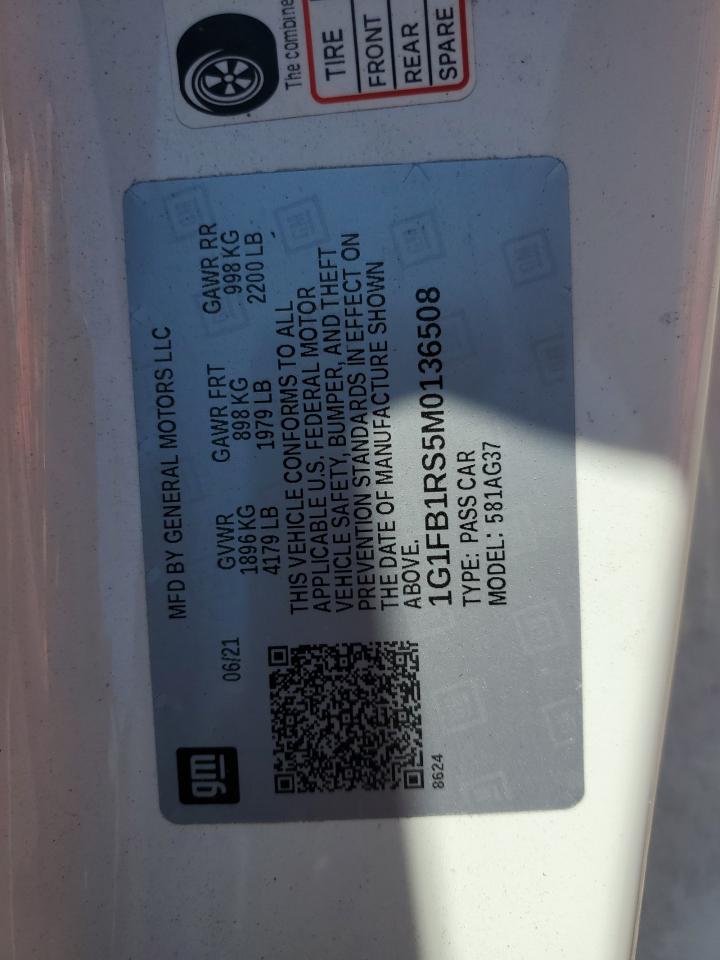 The combine
TIRE
FRONT
REAR
SPARE
MFD BY GENERAL MOTORS LLC
06/21
GVWR GAWR FRT GAWR RR
1896 KG 898 KG 998 KG
4179 LB 1979 LB 2200 LB
THIS VEHICLE CONFORMS TO ALL
APPLICABLE U.S. FEDERAL MOTOR
VEHICLE SAFETY, BUMPER, AND THEFT
PREVENTION STANDARDS IN EFFECT ON
THE DATE OF MANUFACTURE SHOWN
ABOVE.
1G1FB1RS5M0136508
TYPE: PASS CAR
MODEL: 581AG37
gm
8624